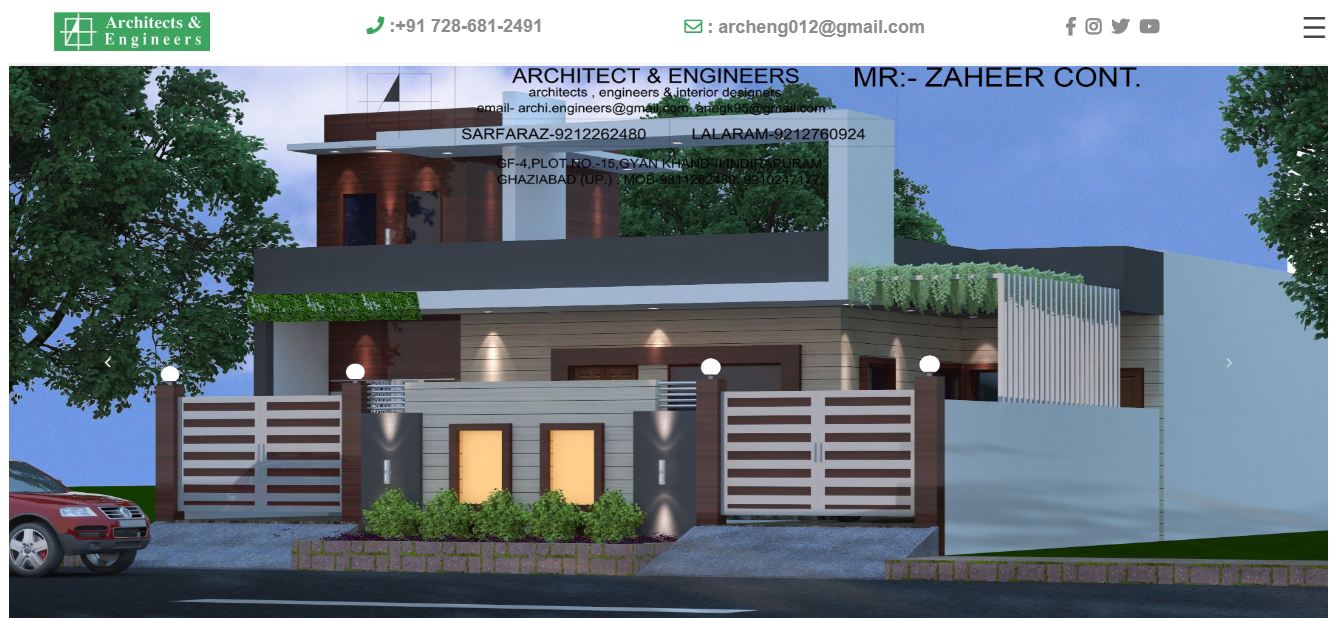 Architects &
Engineers
:+91 728-681-2491
: archeng012@gmail.com
ARCHITECT & ENGINEERS
architects , engineers & interior designers
email- archi.engineers@gmail.com, anegk95@gmail.com
MR:- ZAHEER CONT.
SARFARAZ-9212262480 LALARAM-9212760924
GF-4,PLOT.NO.-15,GYAN KHAND-II INDIRAPURAM
GHAZIABAD (UP.) . MOB-9811262480,